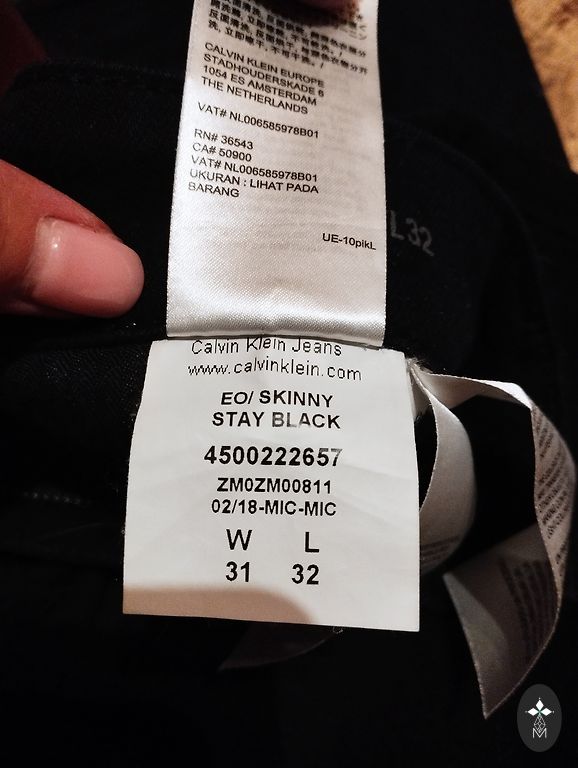 CALVIN KLEIN EUROPE
STADHOUDERSKADE 6
1054 ES AMSTERDAM
THE NETHERLANDS
VAT# NL006585978B01
RN# 36543
CA# 50900
VAT# NL006585978B01
UKURAN : LIHAT PADA
BARANG
UE-10pikL
L32
Calvin Klein Jeans
www.calvinklein.com
EO/ SKINNY
STAY BLACK
4500222657
ZM0ZM00811
02/18-MIC-MIC
W L
31 32
M